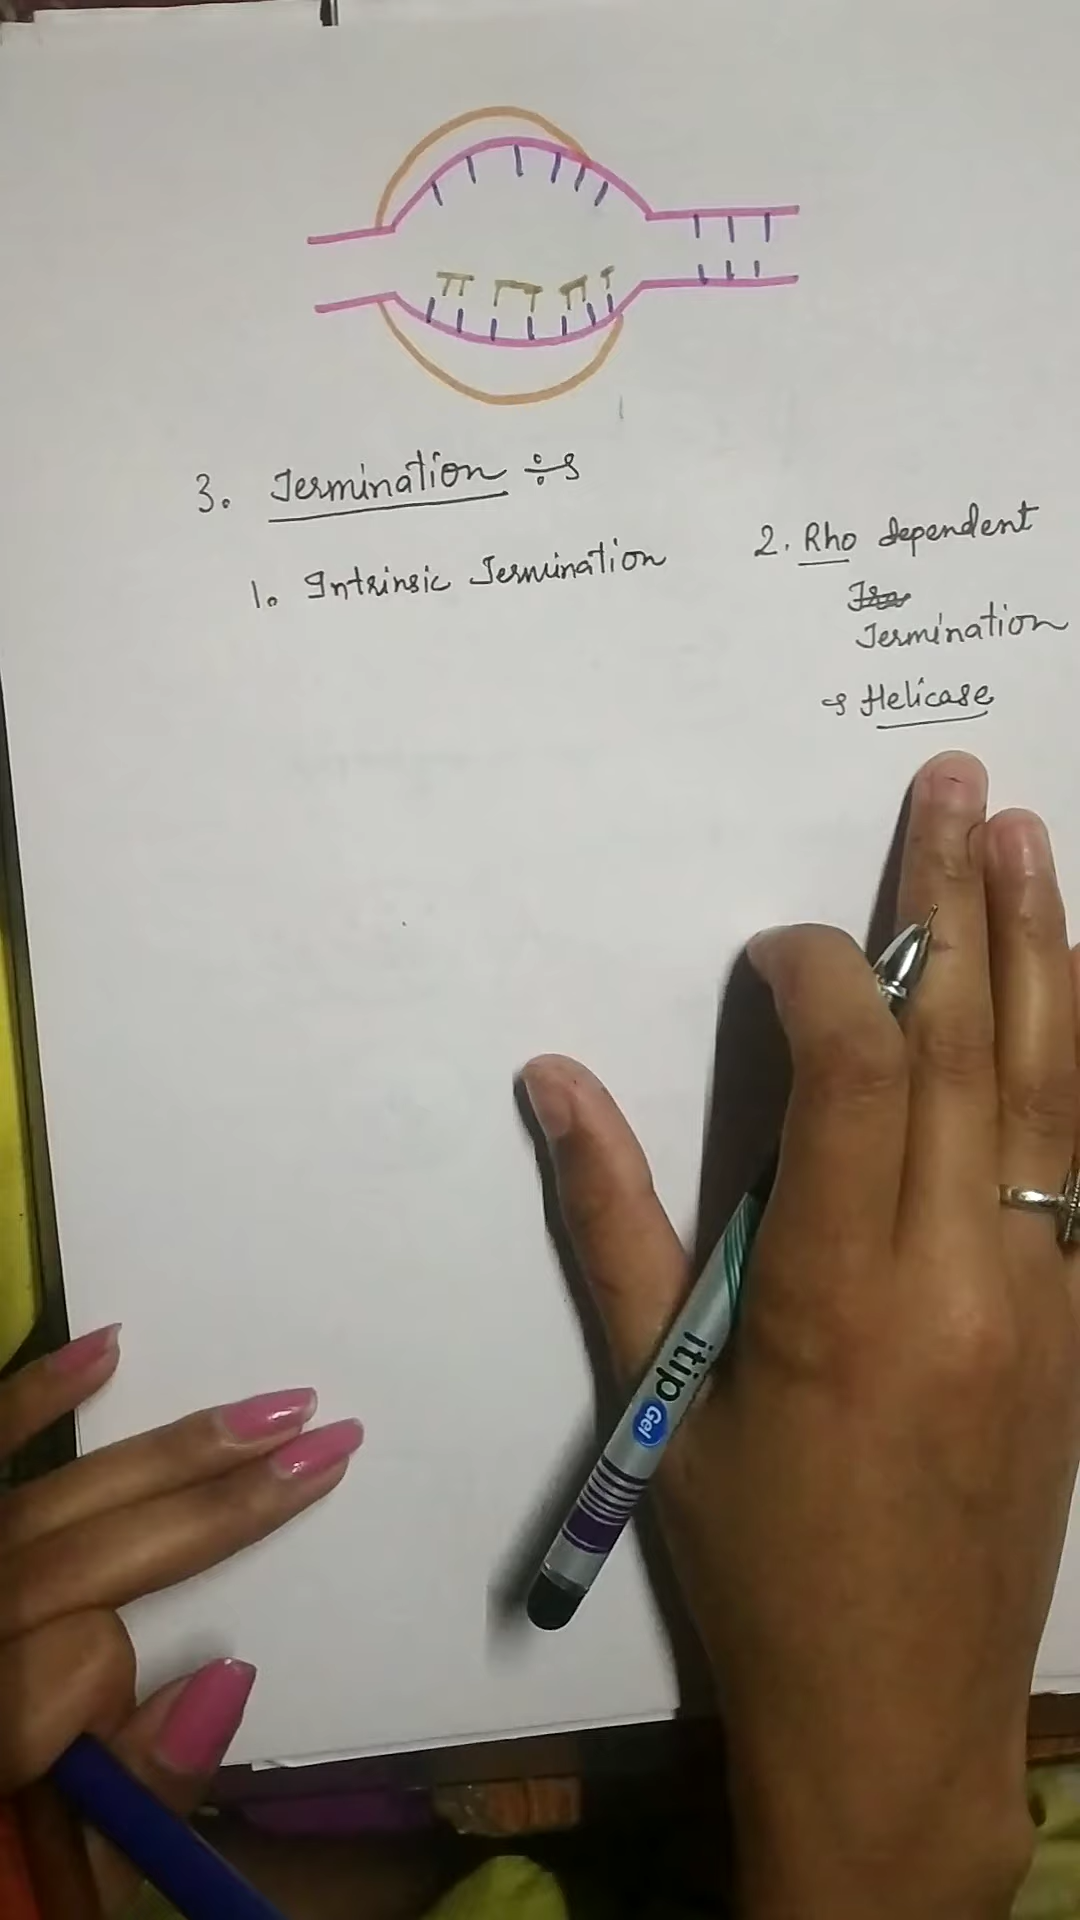 3. Termination :-
1. Intrinsic Termination
2. Rho dependent
Termination
Helicase
itip
Gel